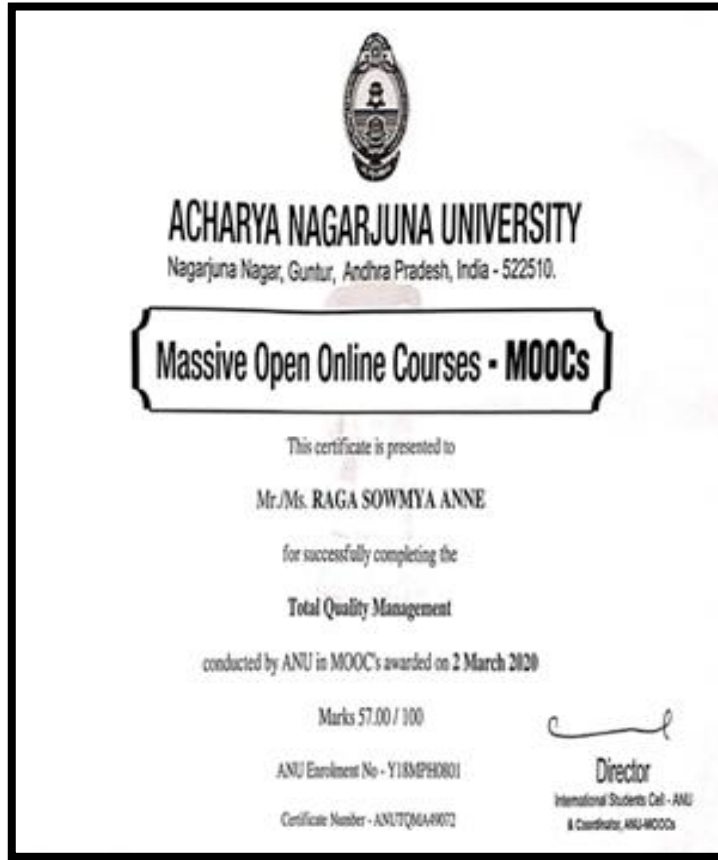 ACHARYA NAGARJUNA UNIVERSITY
Nagarjuna Nagar, Guntur, Andhra Pradesh, India - 522510.
Massive Open Online Courses - MOOCs
This certificate is presented to
Mr./Ms. RAGA SOWMYA ANNE
for successfully completing the
Total Quality Management
conducted by ANU in MOOC's awarded on 2 March 2020
Marks 57.00 / 100
ANU Enrolment No - Y18MPH0801
Certificate Number - ANUTQMA49072
Director
International Students Cell - ANU
& Coordinator, ANU-MOOCs